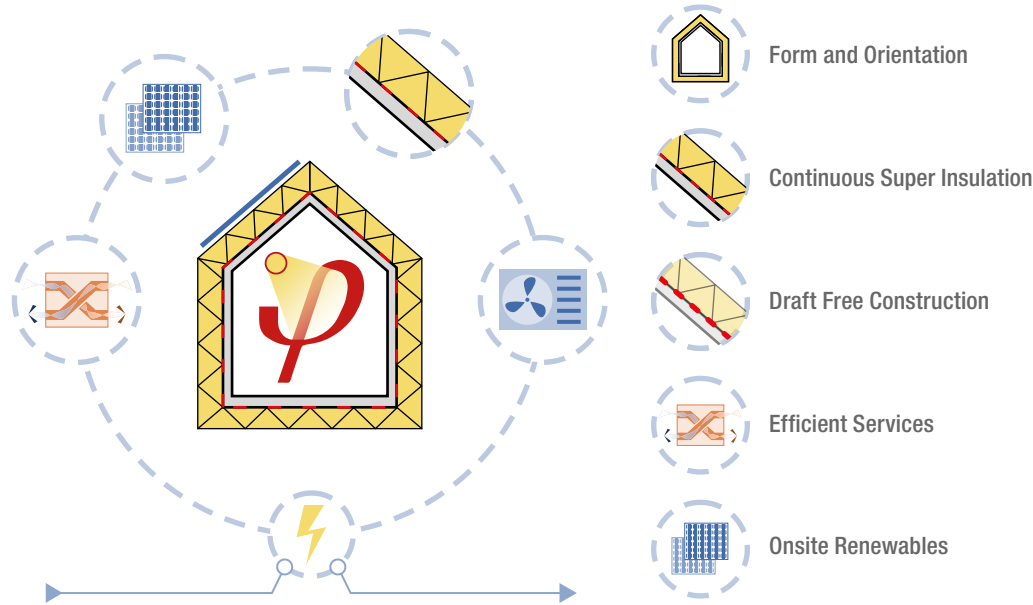 Form and Orientation
Continuous Super Insulation
Draft Free Construction
Efficient Services
Onsite Renewables